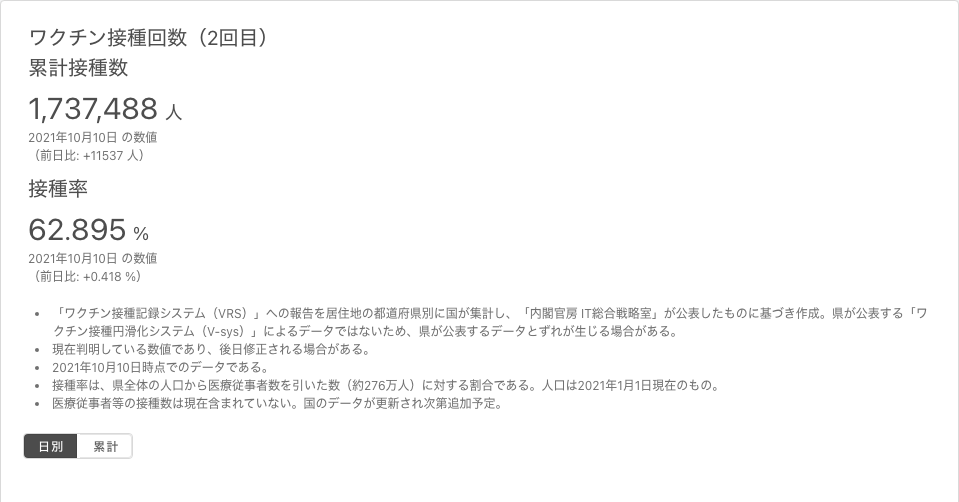 ワクチン接種回数（2回目）
累計接種数
1,737,488 人
2021年10月10日 の数値
（前日比: +11537 人）
接種率
62.895 %
2021年10月10日 の数値
（前日比: +0.418 %）
• 「ワクチン接種記録システム（VRS）」への報告を居住地の都道府県別に国が集計し、「内閣官房 IT総合戦略室」が公表したものに基づき作成。県が公表する「ワ
クチン接種円滑化システム（V-sys）」によるデータではないため、県が公表するデータとずれが生じる場合がある。
• 現在判明している数値であり、後日修正される場合がある。
• 2021年10月10日時点でのデータである。
• 接種率は、県全体の人口から医療従事者数を引いた数（約276万人）に対する割合である。人口は2021年1月1日現在のもの。
• 医療従事者等の接種数は現在含まれていない。国のデータが更新され次第追加予定。
日別 累計